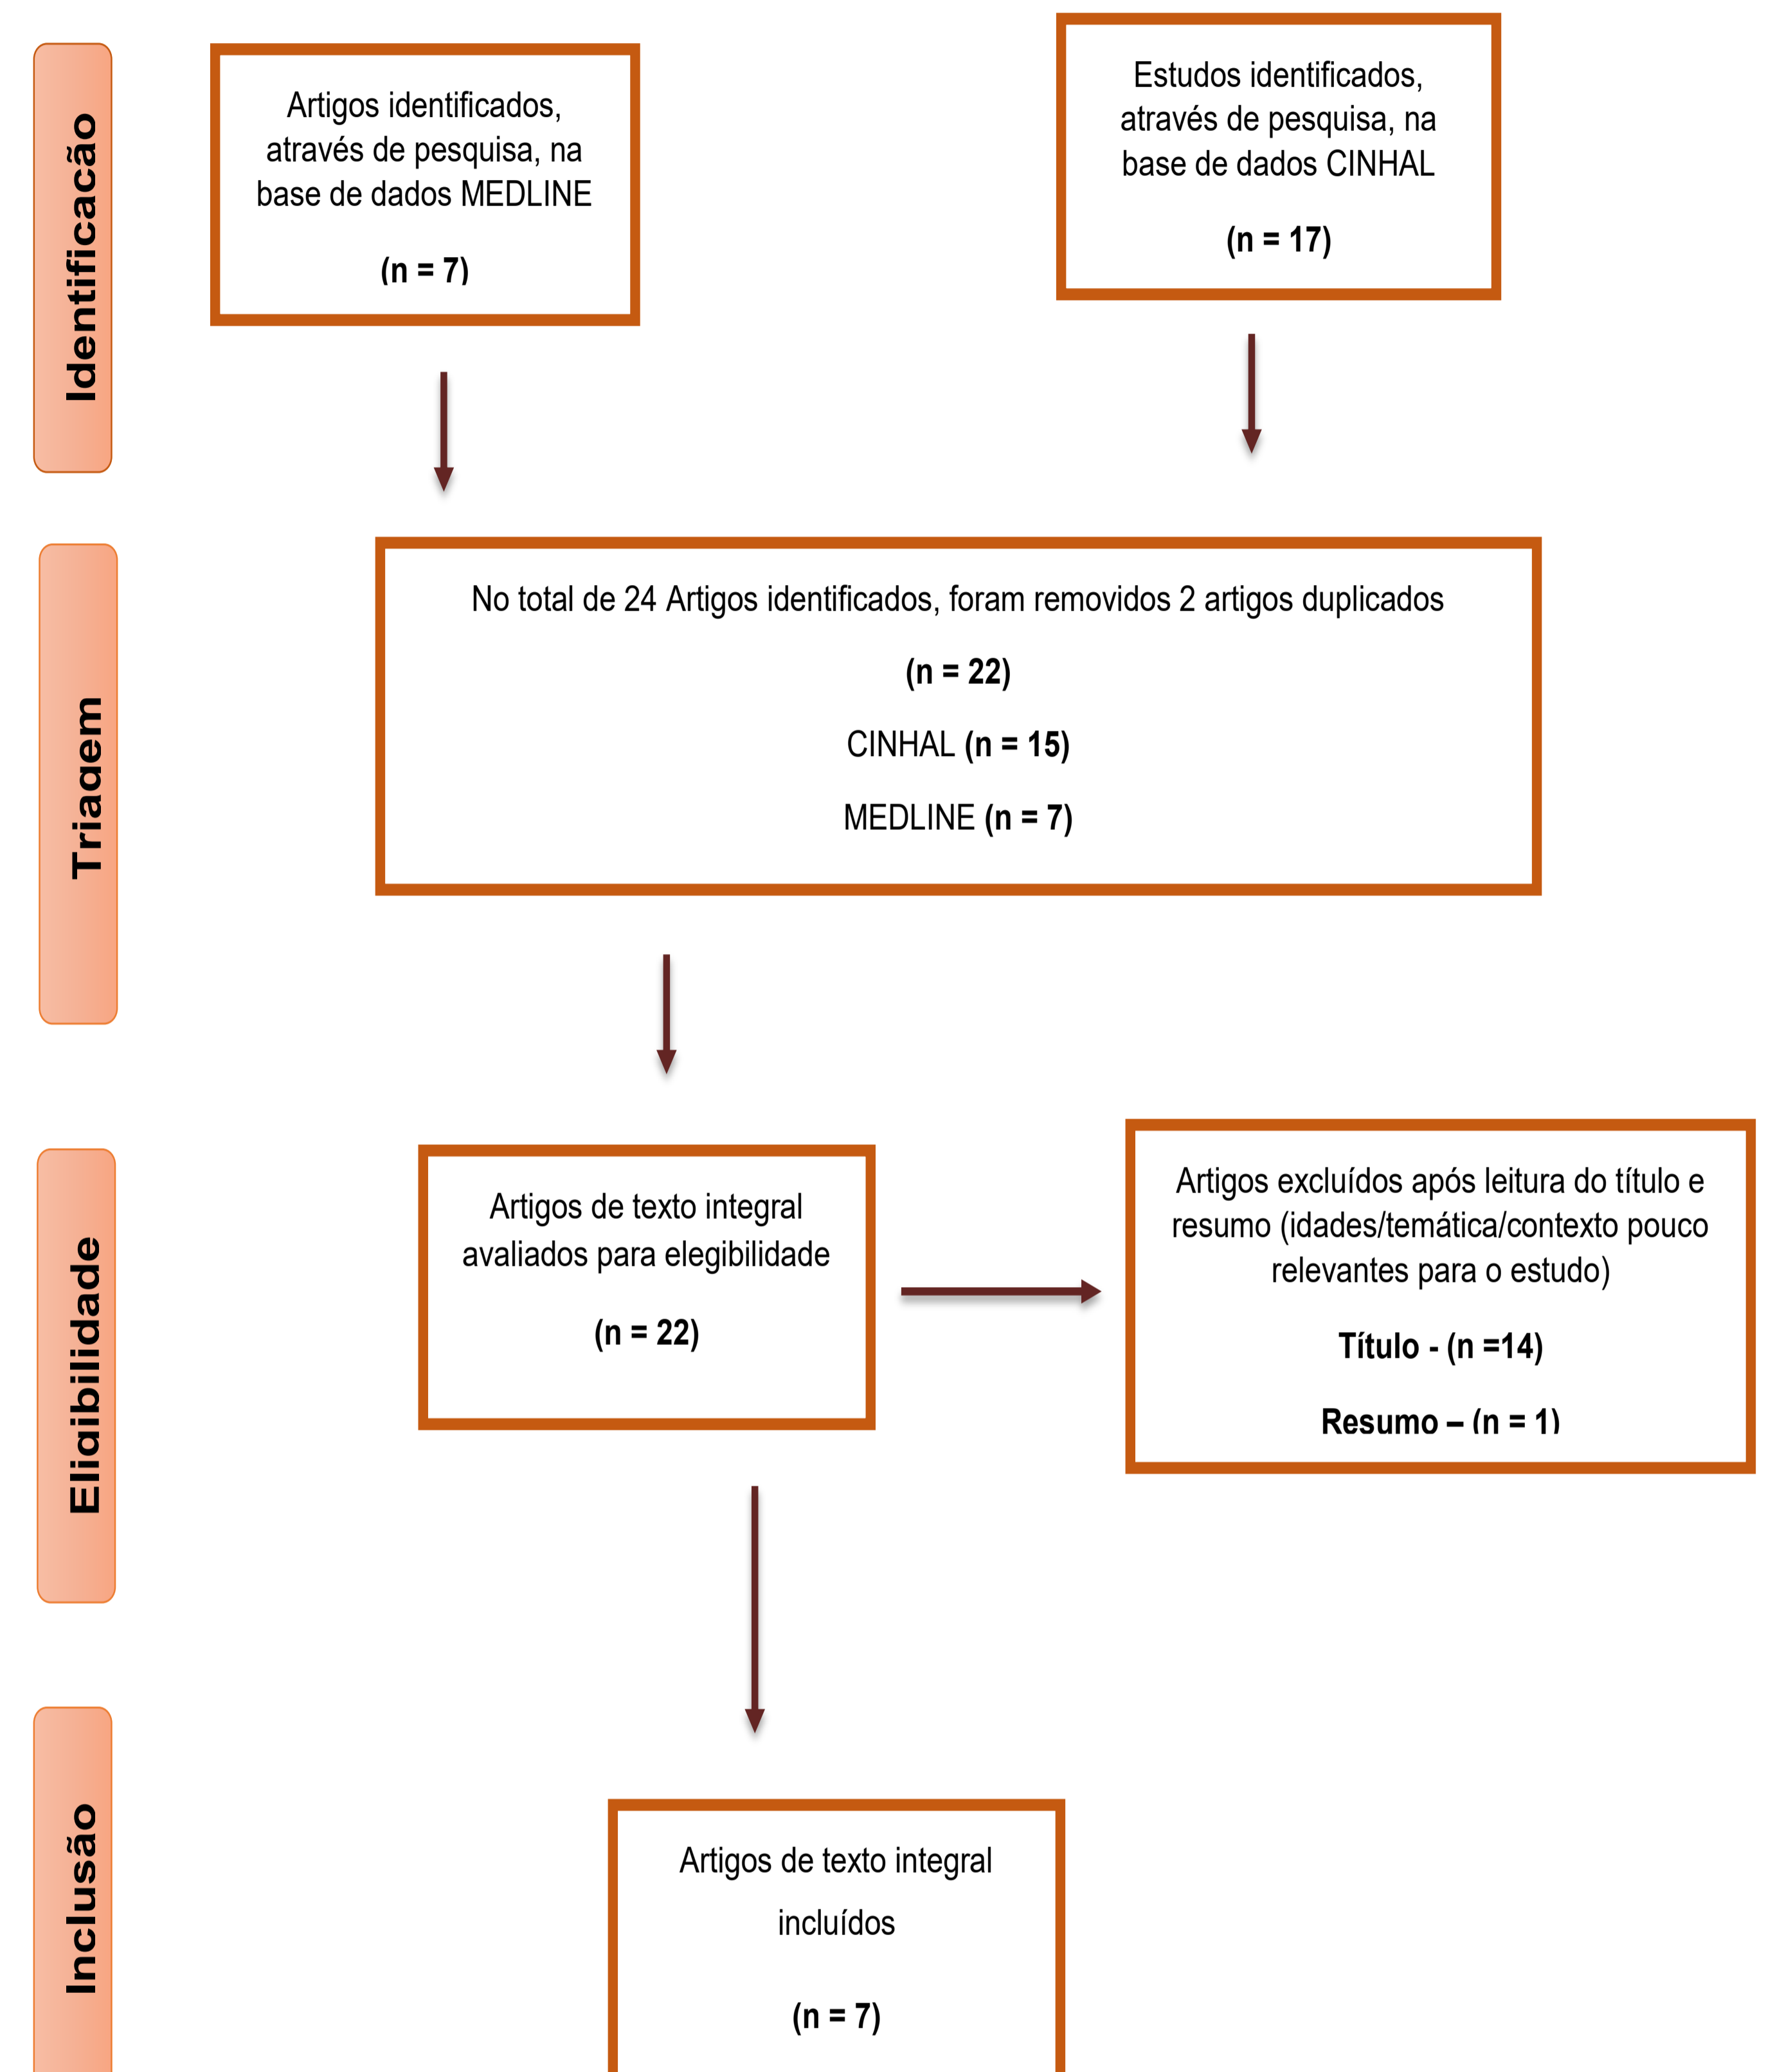 Identificação
Artigos identificados,
através de pesquisa, na
base de dados MEDLINE
(n = 7)
Estudos identificados,
através de pesquisa, na
base de dados CINHAL
(n = 17)
Triagem
No total de 24 Artigos identificados, foram removidos 2 artigos duplicados
(n = 22)
CINHAL (n = 15)
MEDLINE (n = 7)
Eligibilidade
Artigos de texto integral
avaliados para elegibilidade
(n = 22)
Artigos excluídos após leitura do título e
resumo (idades/temática/contexto pouco
relevantes para o estudo)
Título - (n =14)
Resumo – (n = 1)
Inclusão
Artigos de texto integral
incluídos
(n = 7)